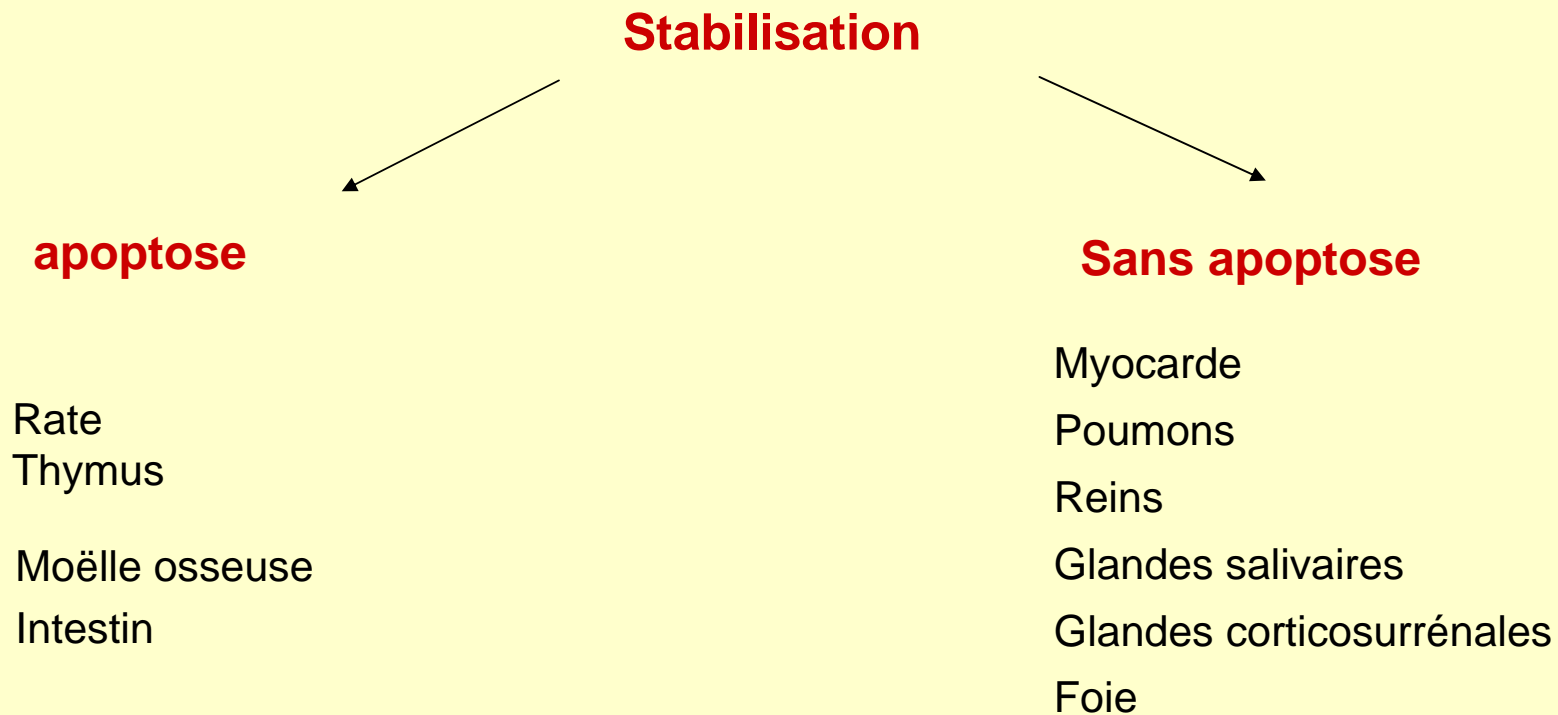 Stabilisation
apoptose
Rate
Thymus
Moëlle osseuse
Intestin
Sans apoptose
Myocarde
Poumons
Reins
Glandes salivaires
Glandes corticosurrénales
Foie